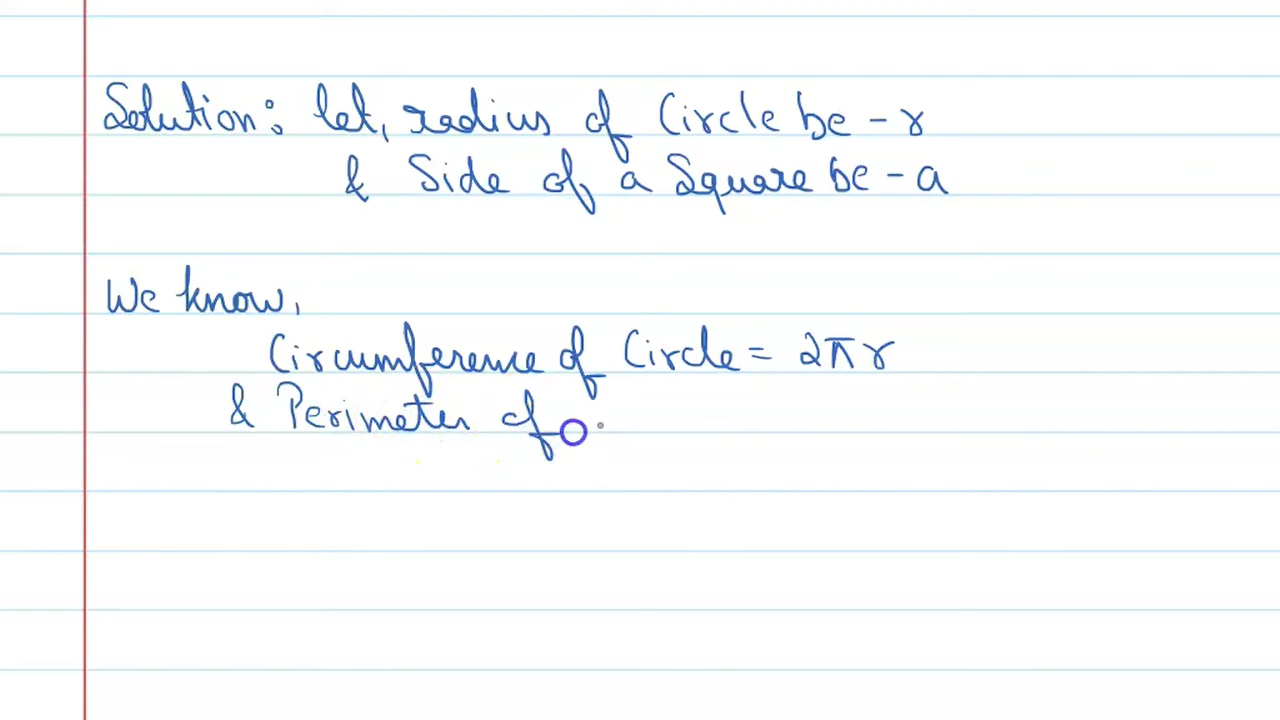 Solution: let, radius of Circle be - r
& Side of a Square be - a
We know,
Circumference of Circle = 2πr
& Perimeter of